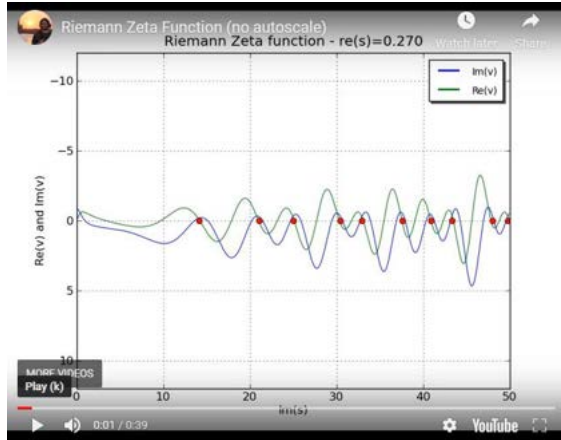 Riemann Zeta Function (no autoscale)
Watch later
Share
Riemann Zeta function - re(s)=0.270
Im(v)
Re(v)
Re(v) and Im(v)
−10
−5
0
5
10
0 10 20 30 40 50
Im(s)
MORE VIDEOS
Play (k)
0:01 / 0:39
YouTube